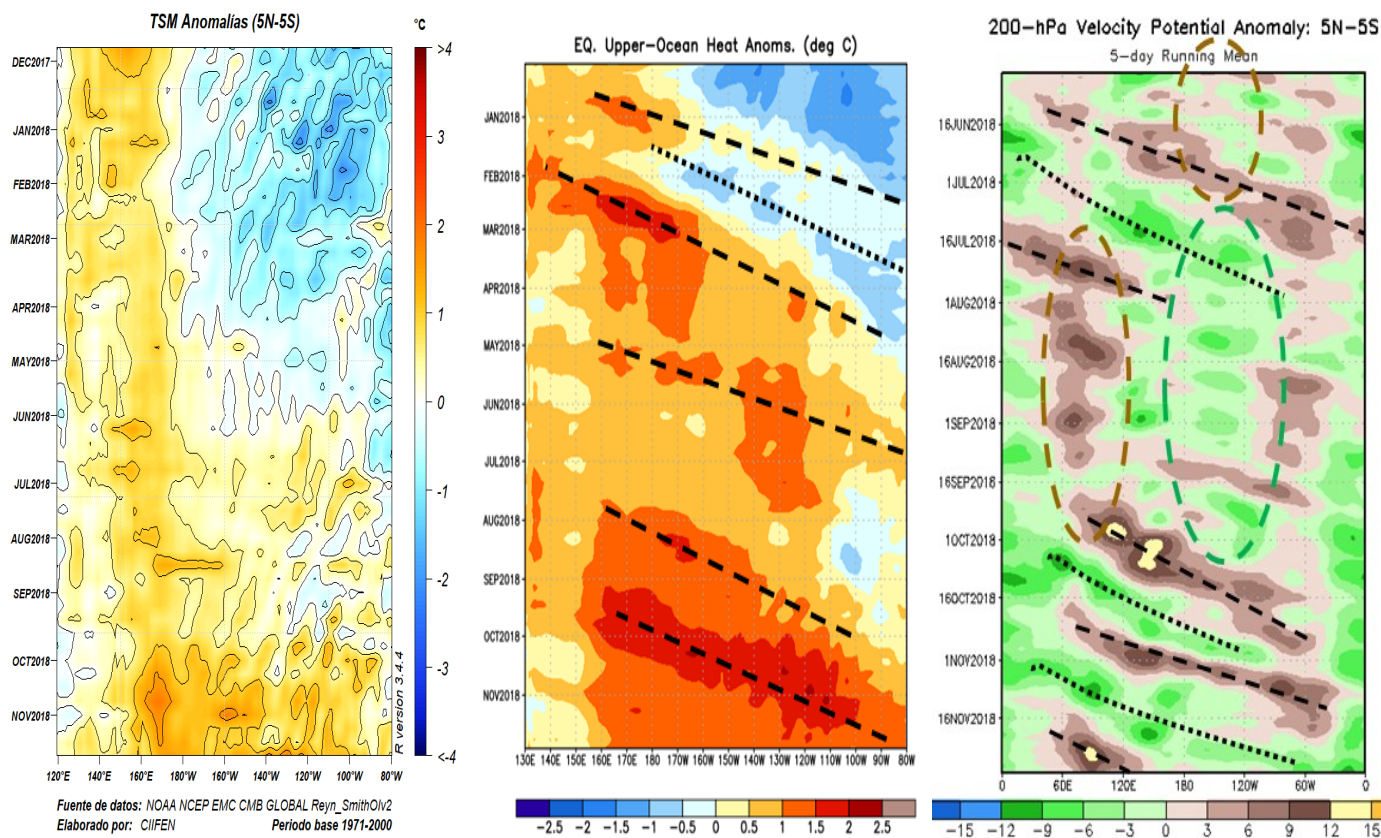 TSM Anomalías (5N-5S)
°C
DEC2017
JAN2018
FEB2018
MAR2018
APR2018
MAY2018
JUN2018
JUL2018
AUG2018
SEP2018
OCT2018
NOV2018
120°E 140°E 160°E 180° 160°W 140°W 120°W 100°W 80°W
>4
3
2
1
0
-1
-2
-3
<-4
R version 3.4.4
Fuente de datos: NOAA NCEP EMC CMB GLOBAL Reyn_SmithOIv2
Elaborado por: CIIFEN Periodo base 1971-2000
EQ. Upper-Ocean Heat Anoms. (deg C)
JAN2018
FEB2018
MAR2018
APR2018
MAY2018
JUN2018
JUL2018
AUG2018
SEP2018
OCT2018
NOV2018
130E 140E 150E 160E 170E 180 170W 160W 150W 140W 130W 120W 110W 100W 90W 80W
-2.5 -2 -1.5 -1 -0.5 0 0.5 1 1.5 2 2.5
200-hPa Velocity Potential Anomaly: 5N-5S
5-day Running Mean
16JUN2018
1JUL2018
16JUL2018
1AUG2018
16AUG2018
1SEP2018
16SEP2018
1OCT2018
16OCT2018
1NOV2018
16NOV2018
0 60E 120E 180 120W 60W 0
-15 -12 -9 -6 -3 0 3 6 9 12 15